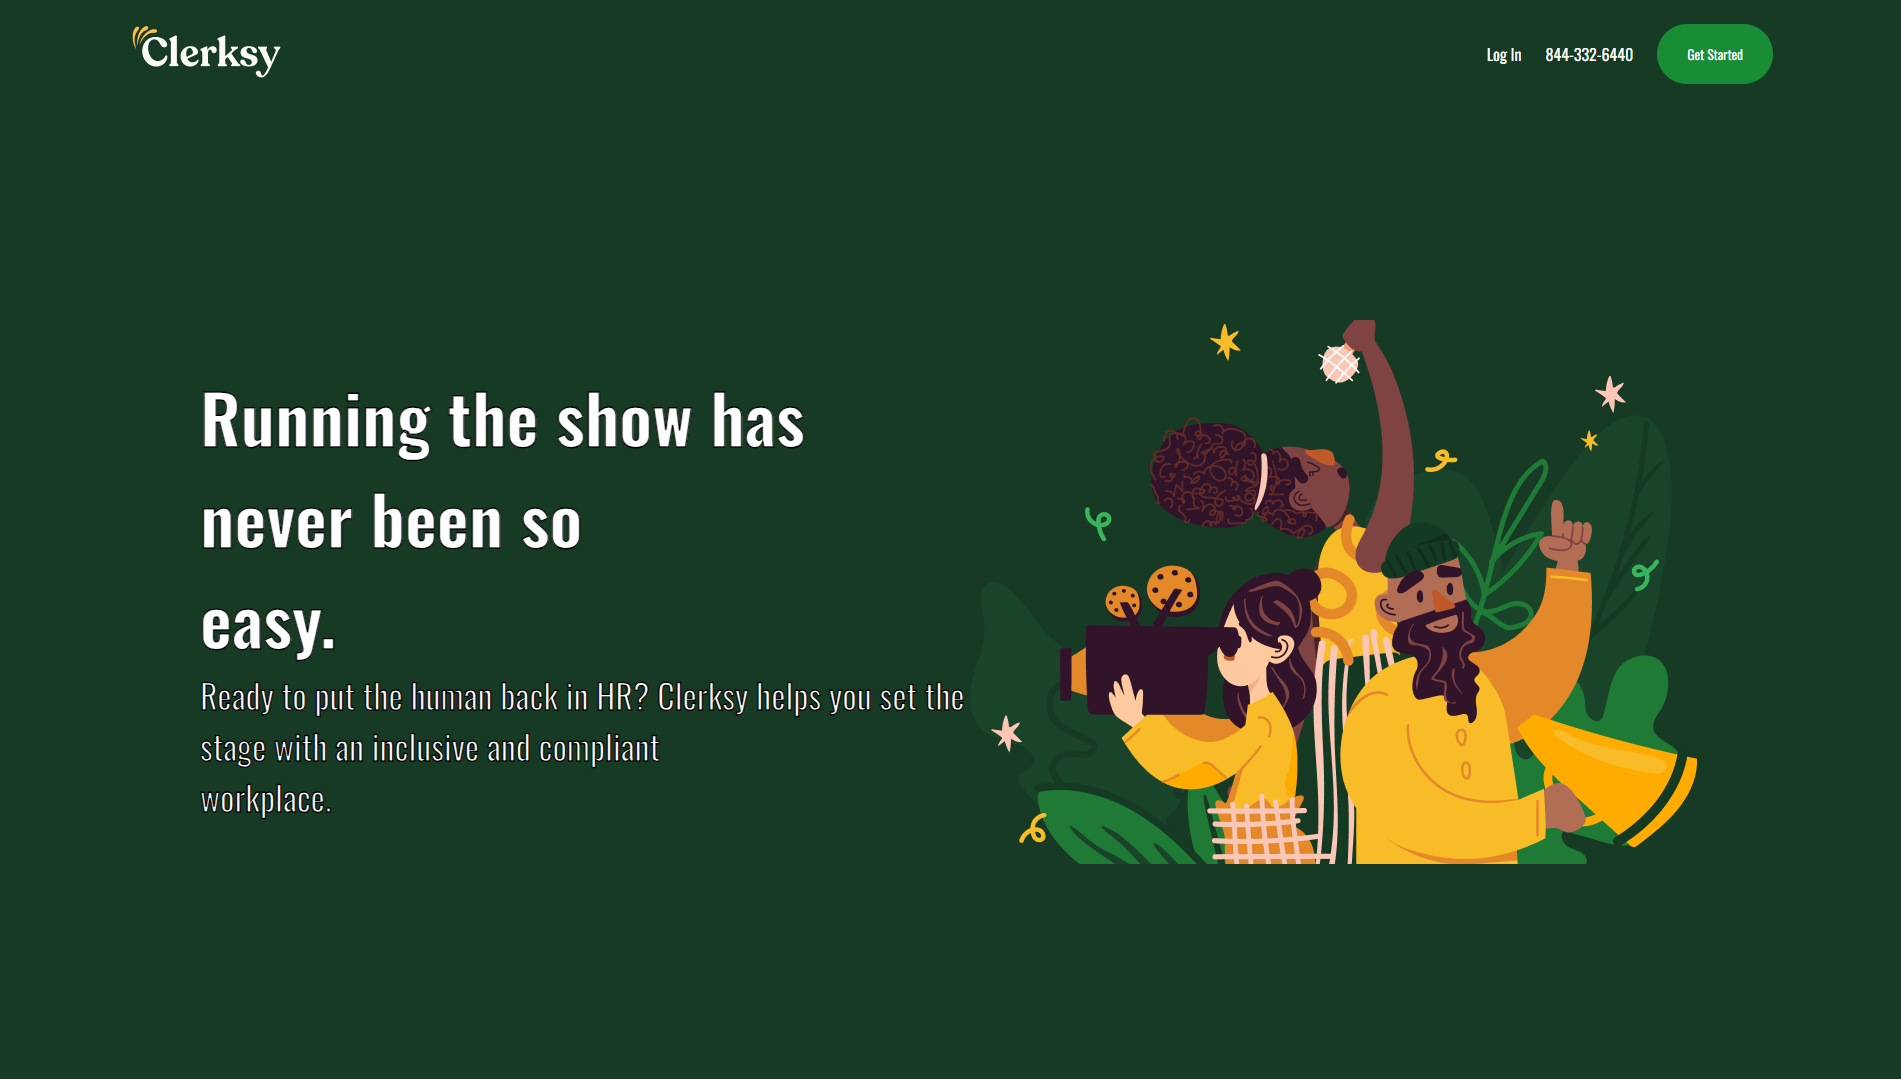 Clerksy
Log In
844-332-6440
Get Started
Running the show has
never been so
easy.
Ready to put the human back in HR? Clerksy helps you set the
stage with an inclusive and compliant
workplace.